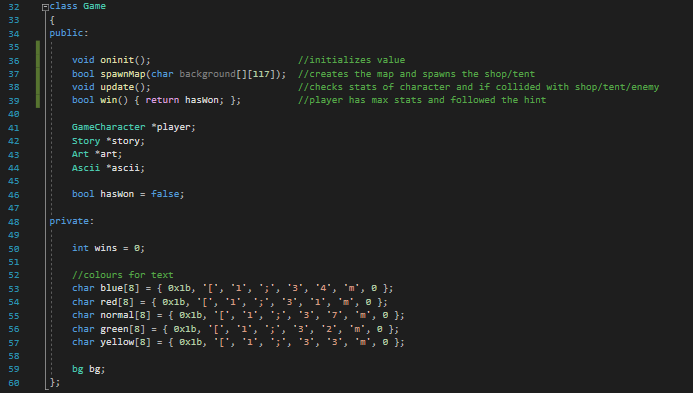 32 class Game
33 {
34 public:
35
36 void oninit(); //initializes value
37 bool spawnMap(char background[][117]); //creates the map and spawns the shop/tent
38 void update(); //checks stats of character and if collided with shop/tent/enemy
39 bool win() { return hasWon; }; //player has max stats and followed the hint
40
41 GameCharacter *player;
42 Story *story;
43 Art *art;
44 Ascii *ascii;
45
46 bool hasWon = false;
47
48 private:
49
50 int wins = 0;
51
52 //colours for text
53 char blue[8] = { 0x1b, '[', '1', ';', '3', '4', 'm', 0 };
54 char red[8] = { 0x1b, '[', '1', ';', '3', '1', 'm', 0 };
55 char normal[8] = { 0x1b, '[', '1', ';', '3', '7', 'm', 0 };
56 char green[8] = { 0x1b, '[', '1', ';', '3', '2', 'm', 0 };
57 char yellow[8] = { 0x1b, '[', '1', ';', '3', '3', 'm', 0 };
58
59 bg bg;
60 };